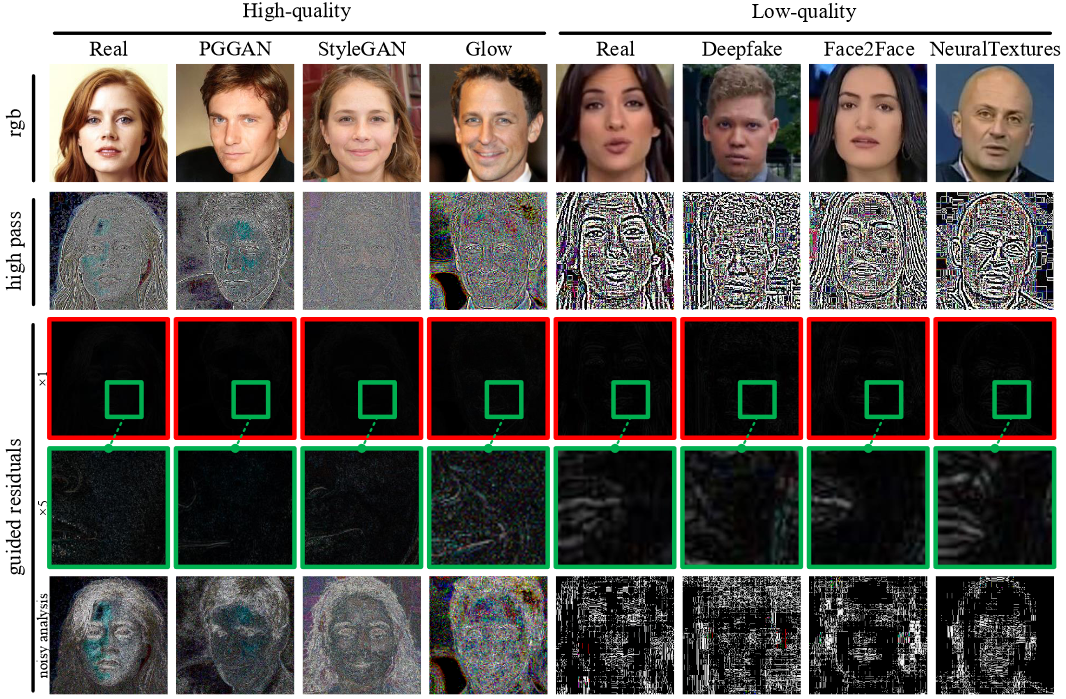 High-quality
Low-quality
Real
PGGAN
StyleGAN
Glow
Real
Deepfake
Face2Face
NeuralTextures
rgb
high pass
guided residuals
×1
×5
noisy analysis